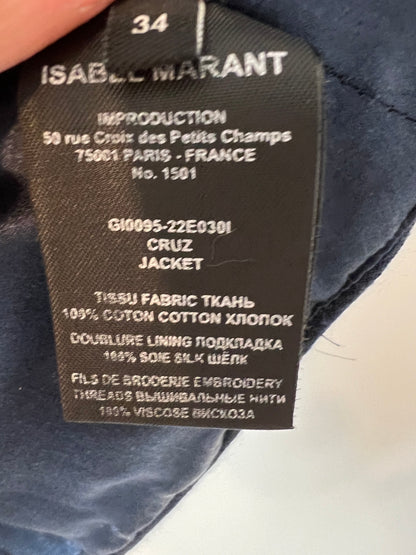 34
ISABEL MARANT
IMPRODUCTION
50 rue Croix des Petits Champs
75001 PARIS - FRANCE
No. 1501
GI0095-22E030I
CRUZ
JACKET
TISSU FABRIC ТКАНЬ
100% COTON COTTON ХЛОПОК
DOUBLURE LINING ПОДКЛАДКА
100% SOIE SILK ШЁЛК
FILS DE BRODERIE EMBROIDERY
THREADS ВЫШИВАЛЬНЫЕ НИТИ
100% VISCOSE ВИСКОЗА